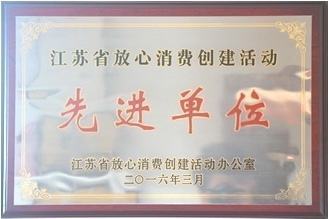 江苏省放心消费创建活动
先进单位
江苏省放心消费创建活动办公室
二〇一六年三月